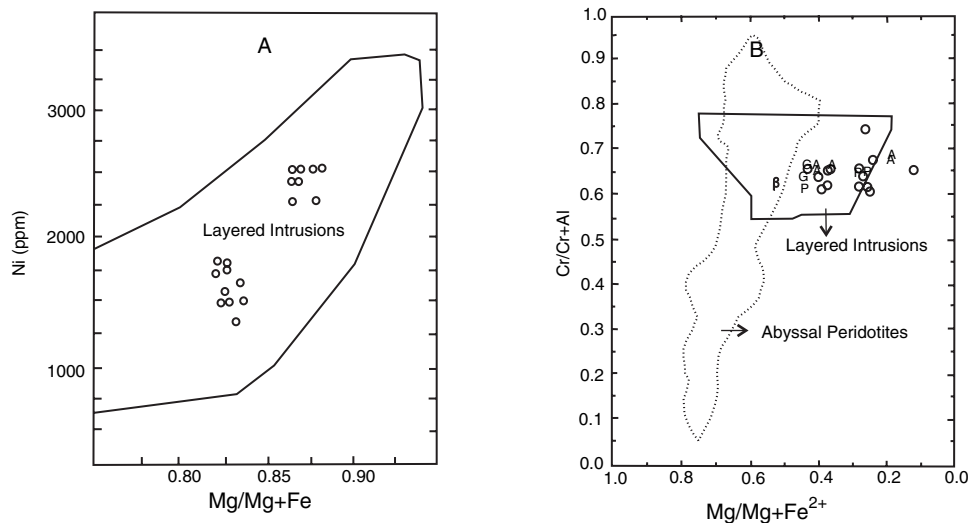 A
3000
2000
1000
Ni (ppm)
Layered Intrusions
0.80 0.85 0.90
Mg/Mg+Fe
B
1.0
0.9
0.8
0.7
0.6
0.5
0.4
0.3
0.2
0.1
0.0
Cr/Cr+Al
GA A
A
G
P
β
P P
A
A
Layered Intrusions
Abyssal Peridotites
1.0 0.8 0.6 0.4 0.2 0.0
Mg/Mg+Fe2+